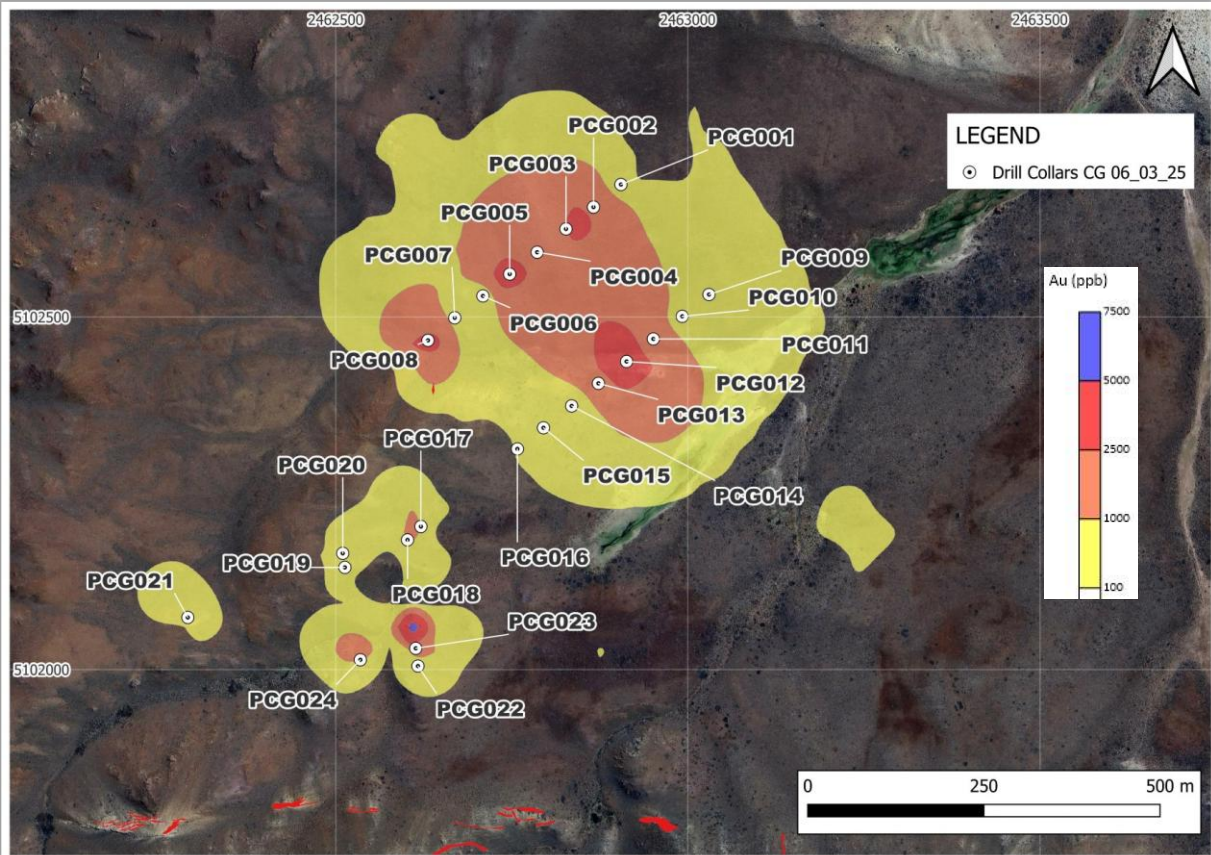 2462500
2463000
2463500
PCG002
PCG001
LEGEND
Drill Collars CG 06_03_25
PCG003
PCG005
PCG007
PCG009
PCG004
Au (ppb)
PCG010
7500
5102500
PCG006
PCG011
PCG008
5000
PCG012
PCG013
PCG017
2500
PCG020
PCG015
PCG014
1000
PCG019
PCG016
PCG021
100
PCG018
PCG023
5102000
PCG024
PCG022
0
250
500 m